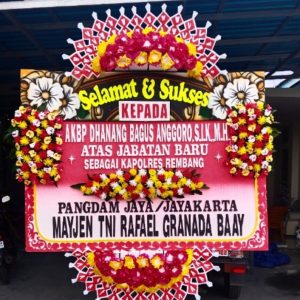 Selamat & Sukses
KEPADA
AKBP DHANANG BAGUS ANGGORO, S.I.K., M.H
ATAS JABATAN BARU
SEBAGAI KAPOLRES REMBANG
PANGDAM JAYA/JAYAKARTA
MAYJEN TNI RAFAEL GRANADA BAAY